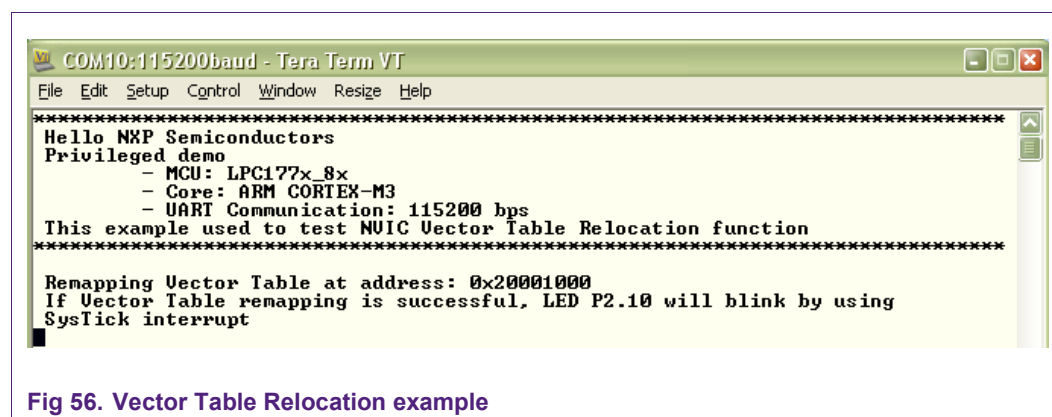 COM10:115200baud - Tera Term VT
File Edit Setup Control Window Resize Help
********************************************************************************
Hello NXP Semiconductors
Privileged demo
- MCU: LPC177x_8x
- Core: ARM CORTEX-M3
- UART Communication: 115200 bps
This example used to test NVIC Vector Table Relocation function
********************************************************************************
Remapping Vector Table at address: 0x20001000
If Vector Table remapping is successful, LED P2.10 will blink by using
SysTick interrupt
Fig 56. Vector Table Relocation example